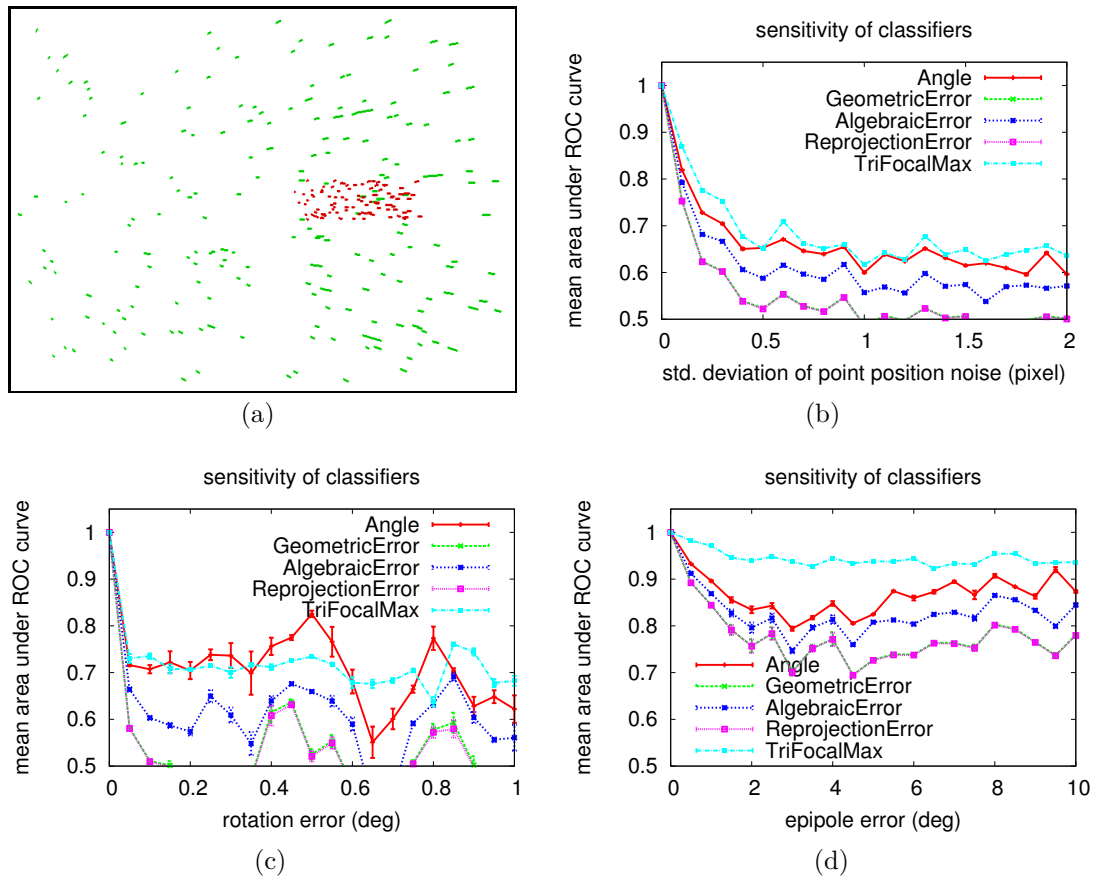 (a)
sensitivity of classifiers
mean area under ROC curve
1
0.9
0.8
0.7
0.6
0.5
0
0.5
1
1.5
2
Angle
GeometricError
AlgebraicError
ReprojectionError
TriFocalMax
std. deviation of point position noise (pixel)
(b)
sensitivity of classifiers
mean area under ROC curve
1
0.9
0.8
0.7
0.6
0.5
0
0.2
0.4
0.6
0.8
1
Angle
GeometricError
AlgebraicError
ReprojectionError
TriFocalMax
rotation error (deg)
(c)
sensitivity of classifiers
mean area under ROC curve
1
0.9
0.8
0.7
0.6
0.5
0
2
4
6
8
10
Angle
GeometricError
AlgebraicError
ReprojectionError
TriFocalMax
epipole error (deg)
(d)